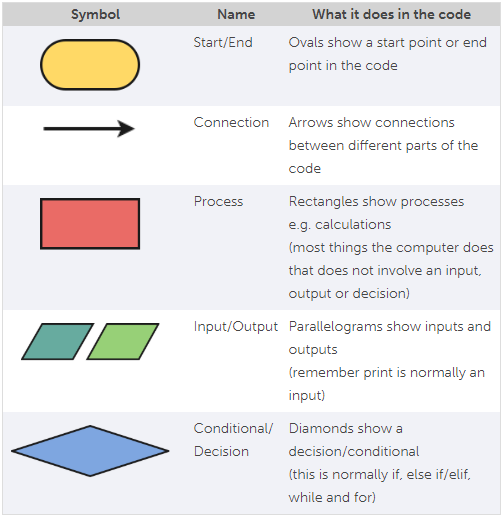 Symbol Name What it does in the code
Start/End Ovals show a start point or end
point in the code
Connection Arrows show connections
between different parts of the
code
Process Rectangles show processes
e.g. calculations
(most things the computer does
that does not involve an input,
output or decision)
Input/Output Parallelograms show inputs and
outputs
(remember print is normally an
input)
Conditional/ Diamonds show a
Decision decision/conditional
(this is normally if, else if/elif,
while and for)